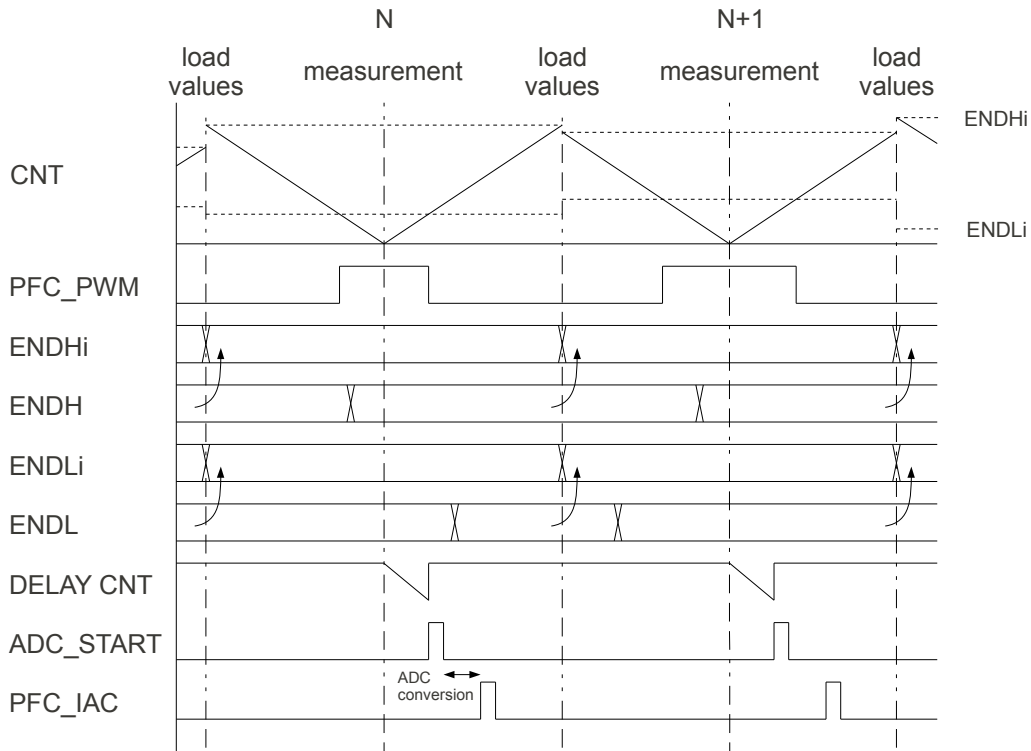 N
N+1
load
values
measurement
load
values
measurement
load
values
ENDHi
CNT
ENDLi
PFC_PWM
ENDHi
ENDH
ENDLi
ENDL
DELAY CNT
ADC_START
ADC
conversion
PFC_IAC